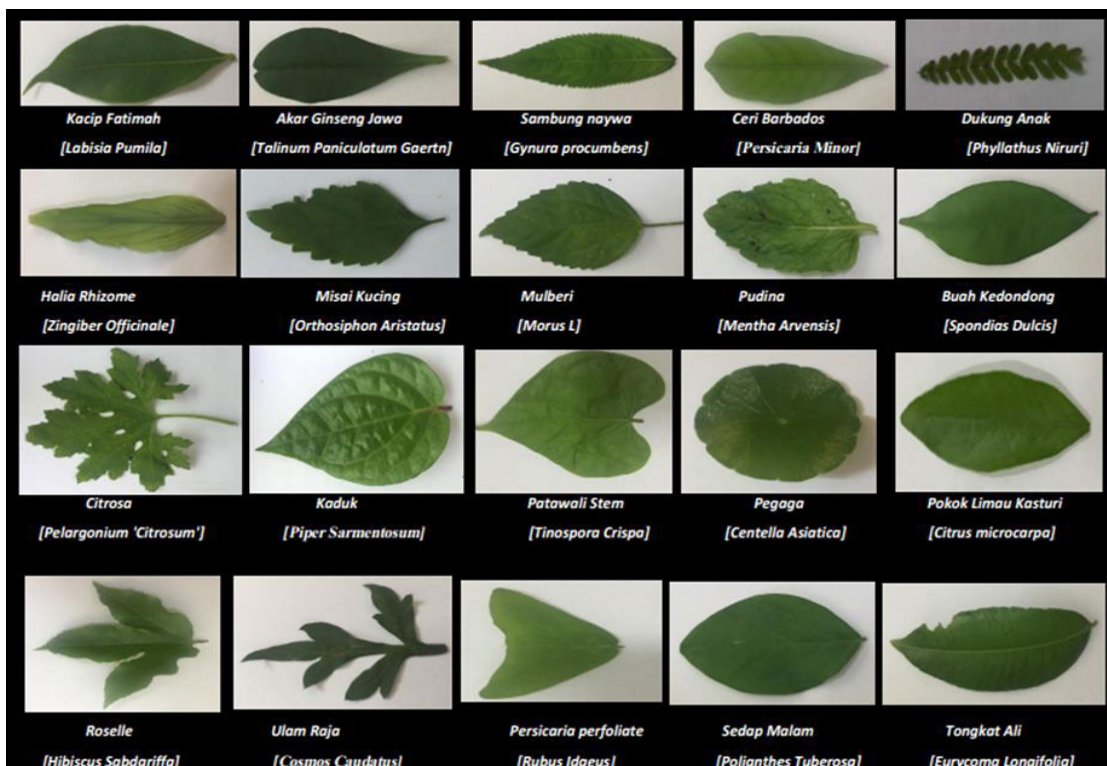 Kacip Fatimah Akar Ginseng Jawa Sambung naywa Ceri Barbados Dukung Anak
[Labisia Pumila] [Talinum Paniculatum Gaertn] [Gynura procumbens] [Persicaria Minor] [Phyllathus Niruri]
Halia Rhizome Misai Kucing Mulberi Pudina Buah Kedondong
[Zingiber Officinale] [Orthosiphon Aristatus] [Morus L] [Mentha Arvensis] [Spondias Dulcis]
Citrosa Kaduk Patawali Stem Pegaga Pokok Limau Kasturi
[Pelargonium 'Citrosum'] [Piper Sarmentosum] [Tinospora Crispa] [Centella Asiatica] [Citrus microcarpa]
Roselle Ulam Raja Persicaria perfoliate Sedap Malam Tongkat Ali
[Hibiscus Sabdariffa] [Cosmos Caudatus] [Rubus Idaeus] [Polianthes Tuberosa] [Eurycoma Longifolia]